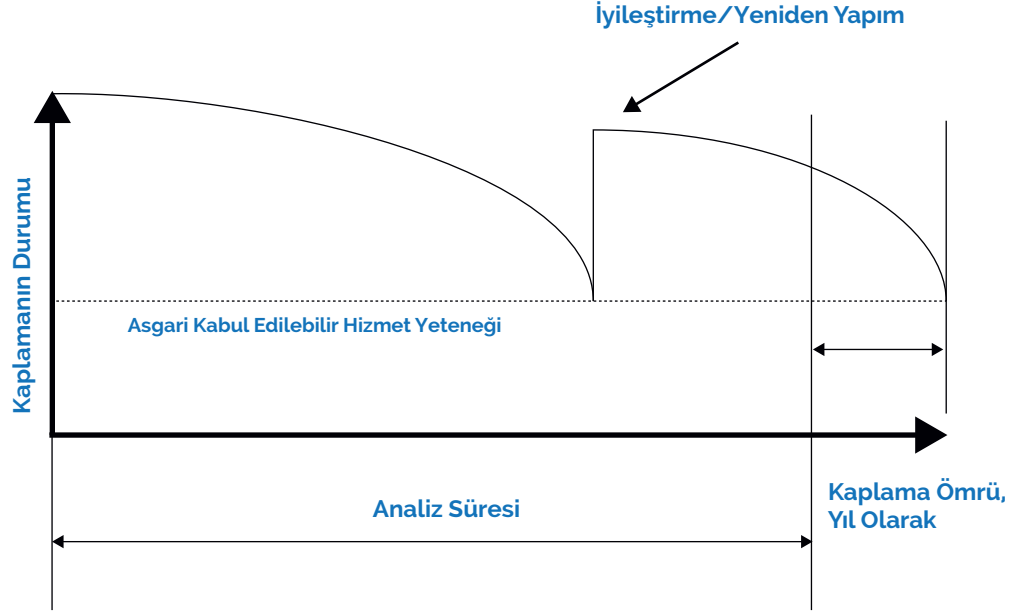 İyileştirme/Yeniden Yapım
Kaplamanın Durumu
Asgari Kabul Edilebilir Hizmet Yeteneği
Analiz Süresi
Kaplama Ömrü,
Yıl Olarak